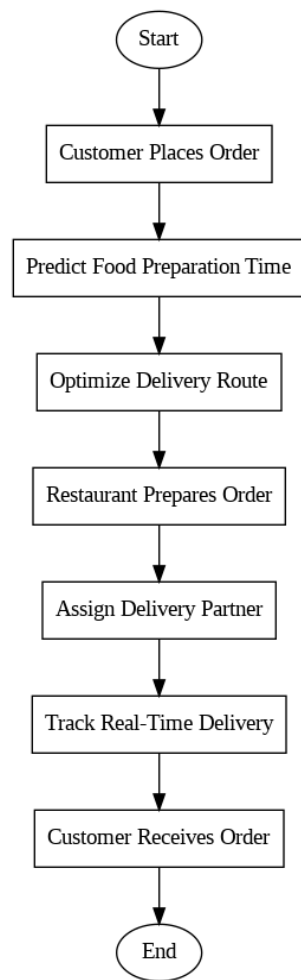 Start
Customer Places Order
Predict Food Preparation Time
Optimize Delivery Route
Restaurant Prepares Order
Assign Delivery Partner
Track Real-Time Delivery
Customer Receives Order
End